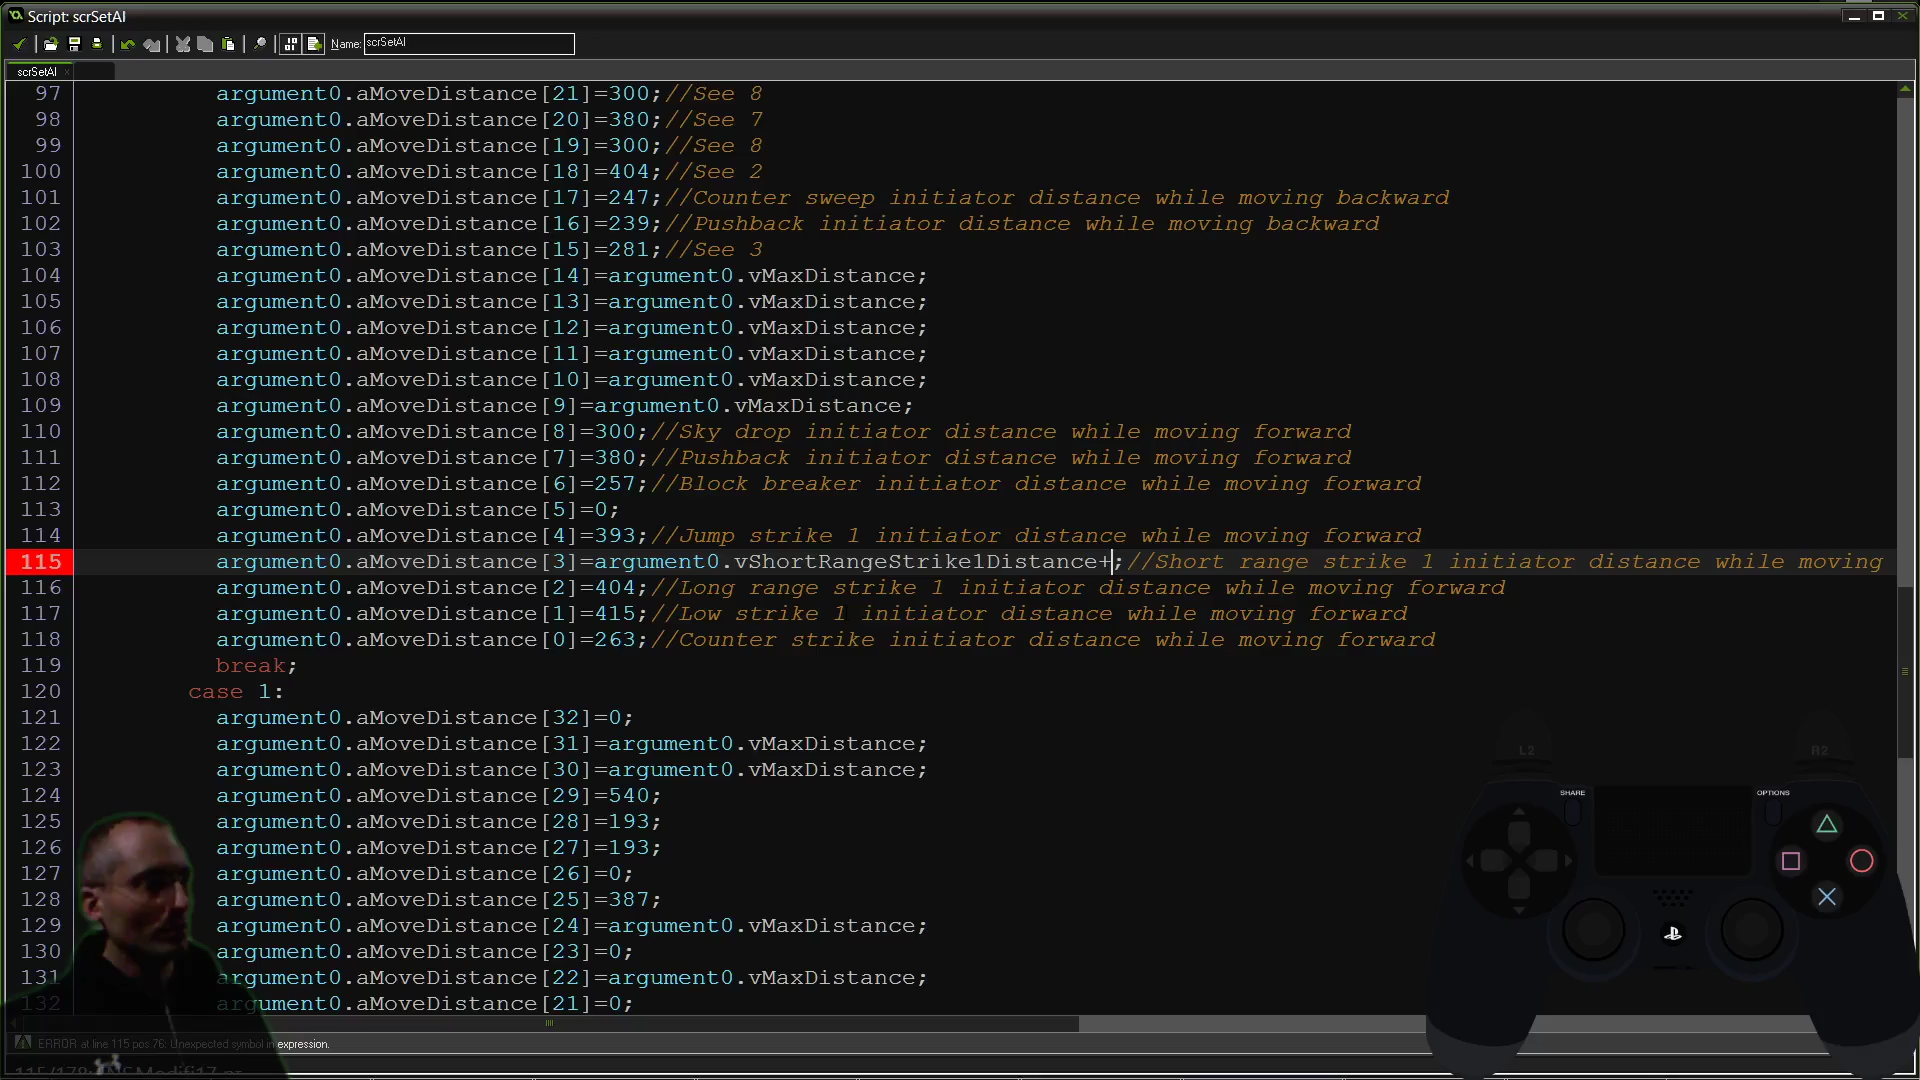 Script: scrSetAI
Name: scrSetAI
scrSetAI
97 argument0.aMoveDistance[21]=300;//See 8
98 argument0.aMoveDistance[20]=380;//See 7
99 argument0.aMoveDistance[19]=300;//See 8
100 argument0.aMoveDistance[18]=404;//See 2
101 argument0.aMoveDistance[17]=247;//Counter sweep initiator distance while moving backward
102 argument0.aMoveDistance[16]=239;//Pushback initiator distance while moving backward
103 argument0.aMoveDistance[15]=281;//See 3
104 argument0.aMoveDistance[14]=argument0.vMaxDistance;
105 argument0.aMoveDistance[13]=argument0.vMaxDistance;
106 argument0.aMoveDistance[12]=argument0.vMaxDistance;
107 argument0.aMoveDistance[11]=argument0.vMaxDistance;
108 argument0.aMoveDistance[10]=argument0.vMaxDistance;
109 argument0.aMoveDistance[9]=argument0.vMaxDistance;
110 argument0.aMoveDistance[8]=300;//Sky drop initiator distance while moving forward
111 argument0.aMoveDistance[7]=380;//Pushback initiator distance while moving forward
112 argument0.aMoveDistance[6]=257;//Block breaker initiator distance while moving forward
113 argument0.aMoveDistance[5]=0;
114 argument0.aMoveDistance[4]=393;//Jump strike 1 initiator distance while moving forward
115 argument0.aMoveDistance[3]=argument0.vShortRangeStrike1Distance+;//Short range strike 1 initiator distance while moving
116 argument0.aMoveDistance[2]=404;//Long range strike 1 initiator distance while moving forward
117 argument0.aMoveDistance[1]=415;//Low strike 1 initiator distance while moving forward
118 argument0.aMoveDistance[0]=263;//Counter strike initiator distance while moving forward
119 break;
120 case 1:
121 argument0.aMoveDistance[32]=0;
122 argument0.aMoveDistance[31]=argument0.vMaxDistance;
123 argument0.aMoveDistance[30]=argument0.vMaxDistance;
124 argument0.aMoveDistance[29]=540;
125 argument0.aMoveDistance[28]=193;
126 argument0.aMoveDistance[27]=193;
127 argument0.aMoveDistance[26]=0;
128 argument0.aMoveDistance[25]=387;
129 argument0.aMoveDistance[24]=argument0.vMaxDistance;
130 argument0.aMoveDistance[23]=0;
131 argument0.aMoveDistance[22]=argument0.vMaxDistance;
132 argument0.aMoveDistance[21]=0;
L2
R2
SHARE
OPTIONS
ERROR at line 115 pos 76: Unexpected symbol in expression.